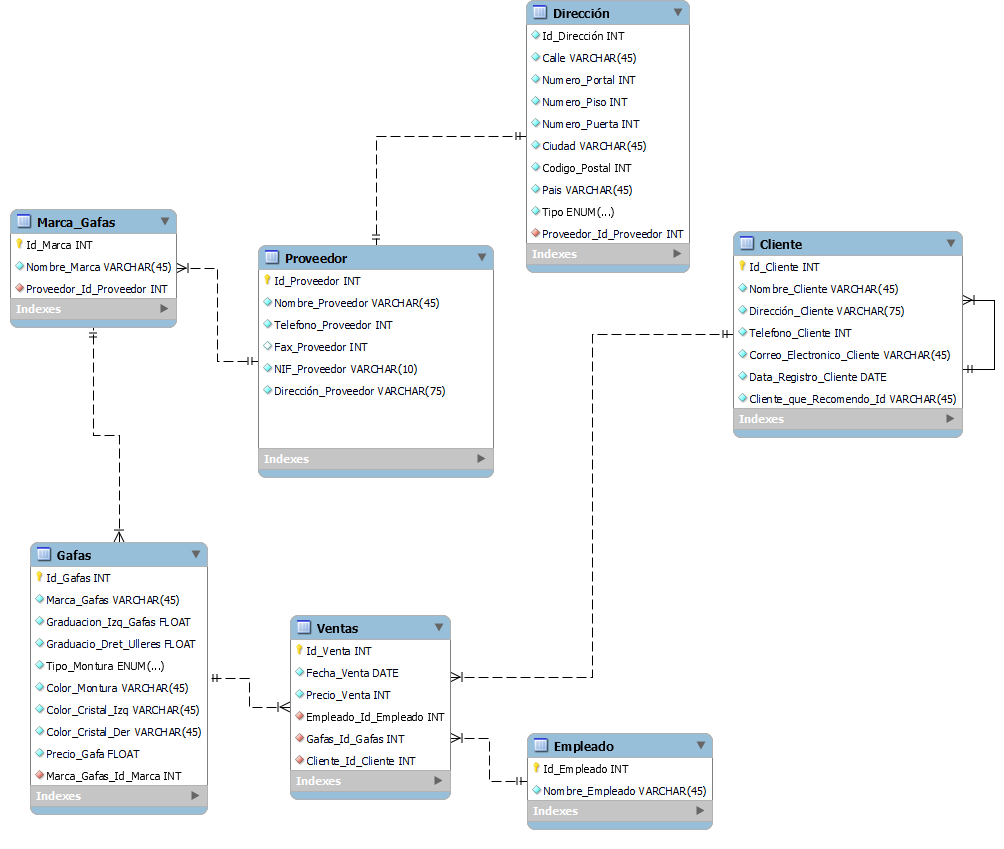 Dirección
Id_Dirección INT
Calle VARCHAR(45)
Numero_Portal INT
Numero_Piso INT
Numero_Puerta INT
Ciudad VARCHAR(45)
Codigo_Postal INT
Pais VARCHAR(45)
Tipo ENUM(...)
Proveedor_Id_Proveedor INT
Indexes
Marca_Gafas
Id_Marca INT
Nombre_Marca VARCHAR(45)
Proveedor_Id_Proveedor INT
Indexes
Proveedor
Id_Proveedor INT
Nombre_Proveedor VARCHAR(45)
Telefono_Proveedor INT
Fax_Proveedor INT
NIF_Proveedor VARCHAR(10)
Dirección_Proveedor VARCHAR(75)
Indexes
Cliente
Id_Cliente INT
Nombre_Cliente VARCHAR(45)
Dirección_Cliente VARCHAR(75)
Telefono_Cliente INT
Correo_Electronico_Cliente VARCHAR(45)
Data_Registro_Cliente DATE
Cliente_que_Recomendo_Id VARCHAR(45)
Indexes
Gafas
Id_Gafas INT
Marca_Gafas VARCHAR(45)
Graduacion_Izq_Gafas FLOAT
Graduacio_Dret_Ulleres FLOAT
Tipo_Montura ENUM(...)
Color_Montura VARCHAR(45)
Color_Cristal_Izq VARCHAR(45)
Color_Cristal_Der VARCHAR(45)
Precio_Gafa FLOAT
Marca_Gafas_Id_Marca INT
Indexes
Ventas
Id_Venta INT
Fecha_Venta DATE
Precio_Venta INT
Empleado_Id_Empleado INT
Gafas_Id_Gafas INT
Cliente_Id_Cliente INT
Indexes
Empleado
Id_Empleado INT
Nombre_Empleado VARCHAR(45)
Indexes